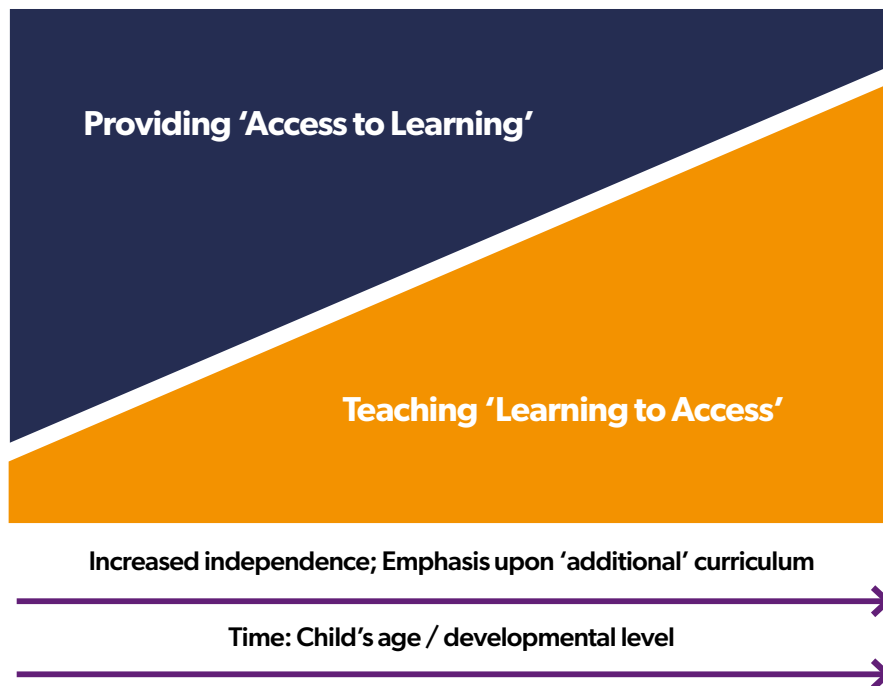 Providing ‘Access to Learning’
Teaching ‘Learning to Access’
Increased independence; Emphasis upon ‘additional’ curriculum
Time: Child’s age / developmental level